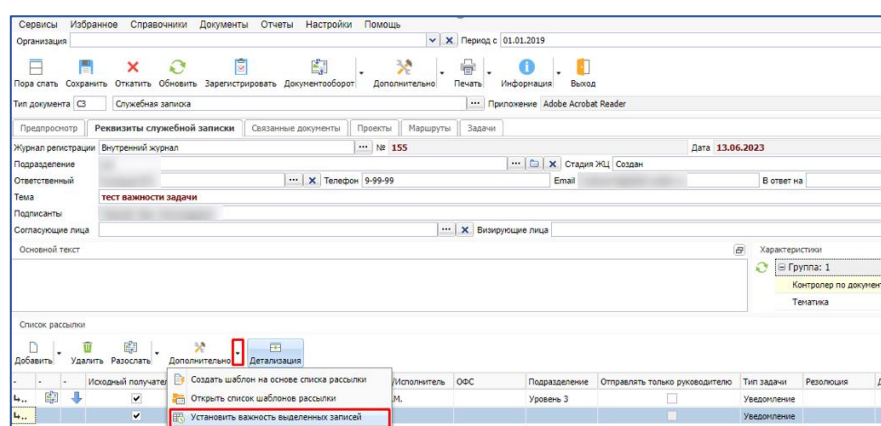 Сервисы Избранное Справочники Документы Отчеты Настройки Помощь
Организация Период с 01.01.2019
Пора спать Сохранить Откатить Обновить Зарегистрировать Документооборот Дополнительно Печать Информация Выход
Тип документа СЗ Служебная записка ... Приложение Adobe Acrobat Reader
Предпросмотр Реквизиты служебной записки Связанные документы Проекты Маршруты Задачи
Журнал регистрации Внутренний журнал ... № 155 Дата 13.06.2023
Подразделение ... Стадия ЖЦ Создан
Ответственный ... Телефон 9-99-99 Email В ответ на
Тема тест важности задачи
Подписанты
Согласующие лица ... Визирующие лица
Основной текст Характеристики
Группа: 1
Контролер по докумен
Тематика
Список рассылки
Добавить Удалить Разослать Дополнительно Детализация
Исходный получател /Исполнитель ОФС Подразделение Отправлять только руководителю Тип задачи Резолюция
Создать шаблон на основе списка рассылки
.М. Уровень 3 Уведомление
Открыть список шаблонов рассылки
Установить важность выделенных записей Уведомление